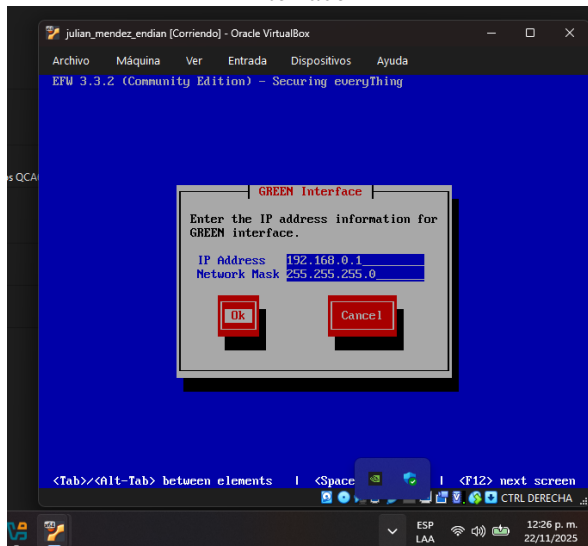 julian_mendez_endian [Corriendo] - Oracle VirtualBox
Archivo Máquina Ver Entrada Dispositivos Ayuda
EFW 3.3.2 (Community Edition) - Securing everyThing
os QCA
GREEN Interface
Enter the IP address information for
GREEN interface.
IP Address 192.168.0.1
Network Mask 255.255.255.0
Ok Cancel
<Tab>/<Alt-Tab> between elements | <Space | <F12> next screen
CTRL DERECHA
ESP 12:26 p. m.
LAA 22/11/2025